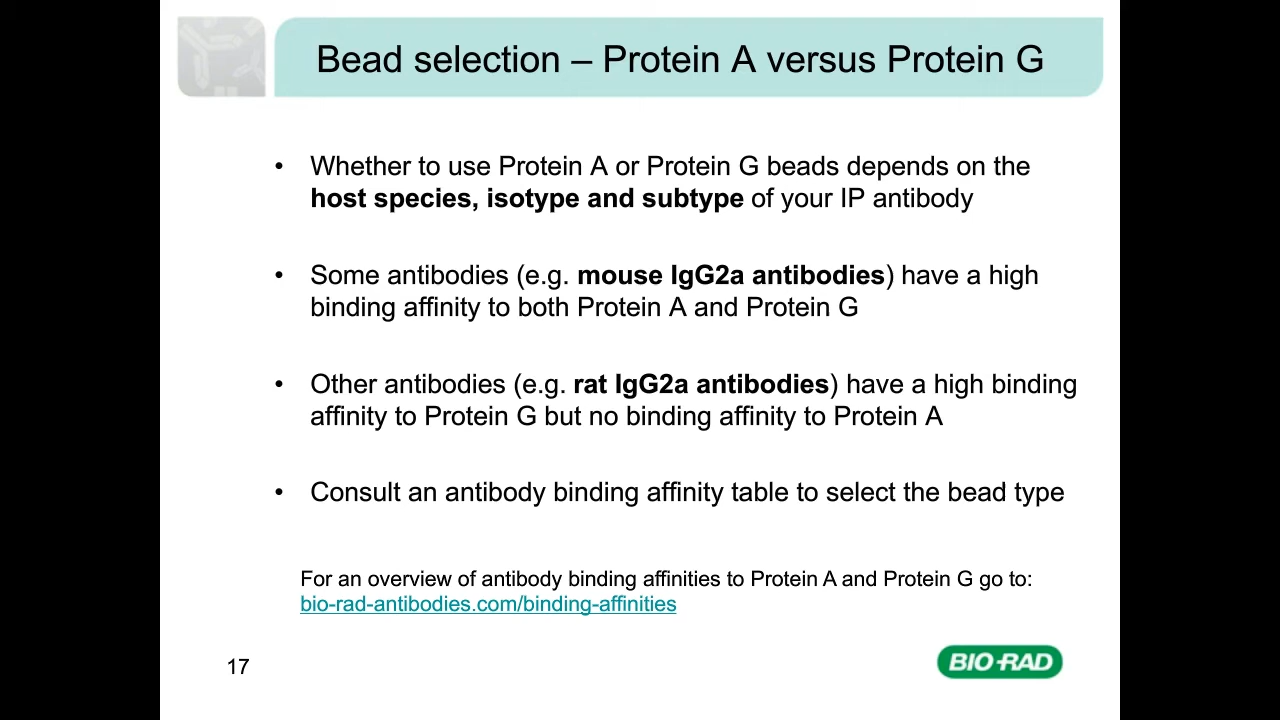 Bead selection – Protein A versus Protein G
• Whether to use Protein A or Protein G beads depends on the
host species, isotype and subtype of your IP antibody
• Some antibodies (e.g. mouse IgG2a antibodies) have a high
binding affinity to both Protein A and Protein G
• Other antibodies (e.g. rat IgG2a antibodies) have a high binding
affinity to Protein G but no binding affinity to Protein A
• Consult an antibody binding affinity table to select the bead type
For an overview of antibody binding affinities to Protein A and Protein G go to:
bio-rad-antibodies.com/binding-affinities
17
BIO-RAD